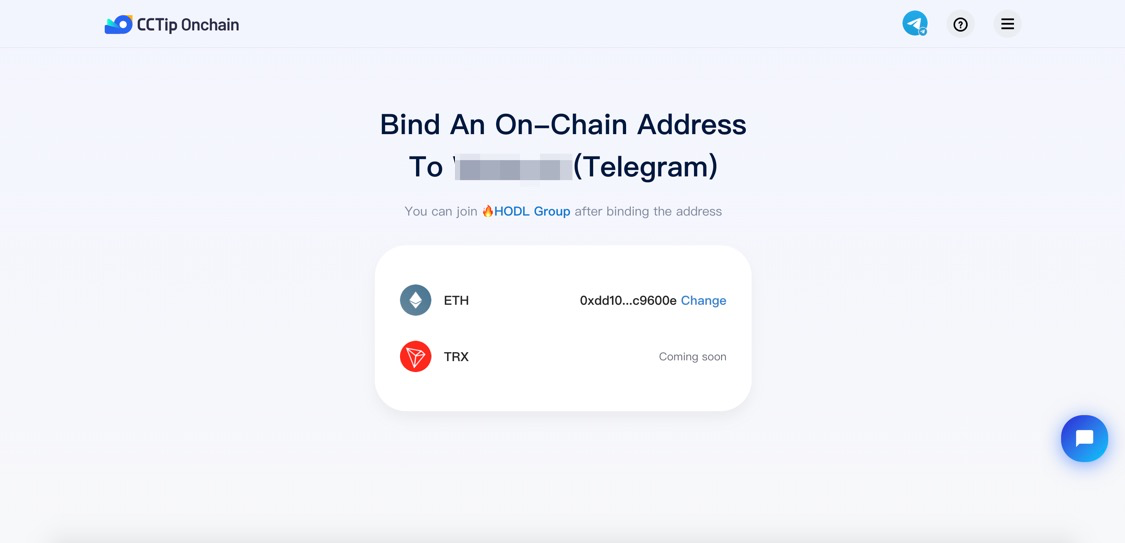 CCTip Onchain
Bind An On-Chain Address
To (Telegram)
You can join 🔥HODL Group after binding the address
ETH 0xdd10...c9600e Change
TRX Coming soon